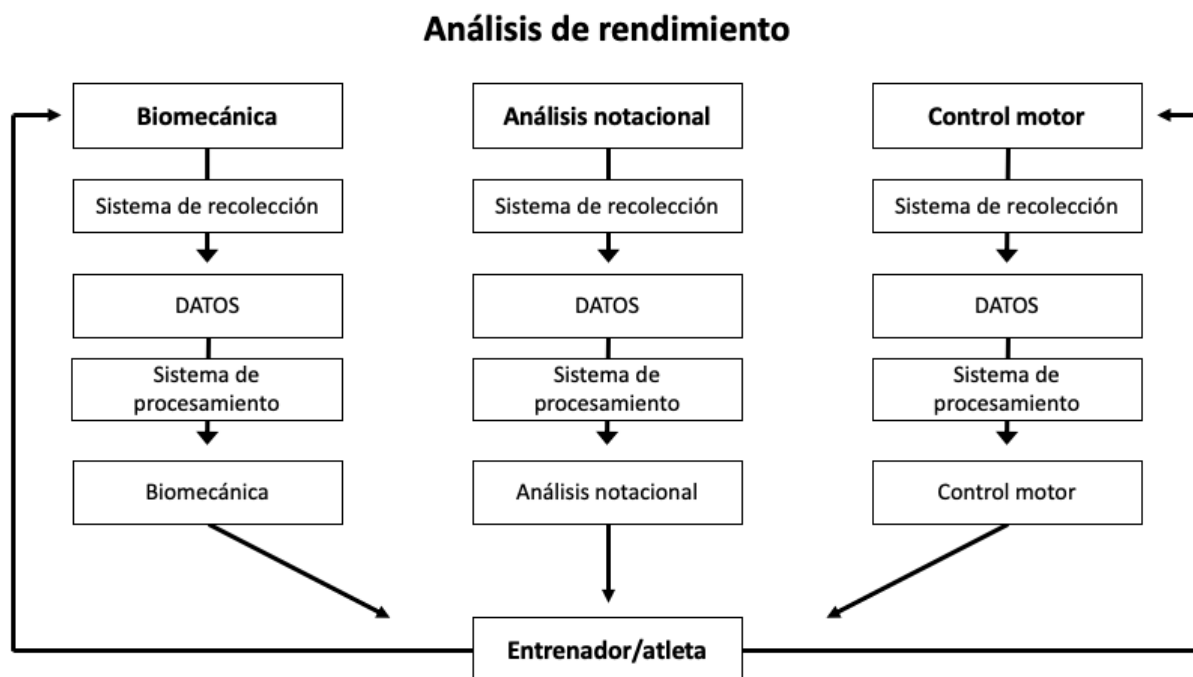 Análisis de rendimiento
Biomecánica
Análisis notacional
Control motor
Sistema de recolección
Sistema de recolección
Sistema de recolección
DATOS
DATOS
DATOS
Sistema de
procesamiento
Sistema de
procesamiento
Sistema de
procesamiento
Biomecánica
Análisis notacional
Control motor
Entrenador/atleta